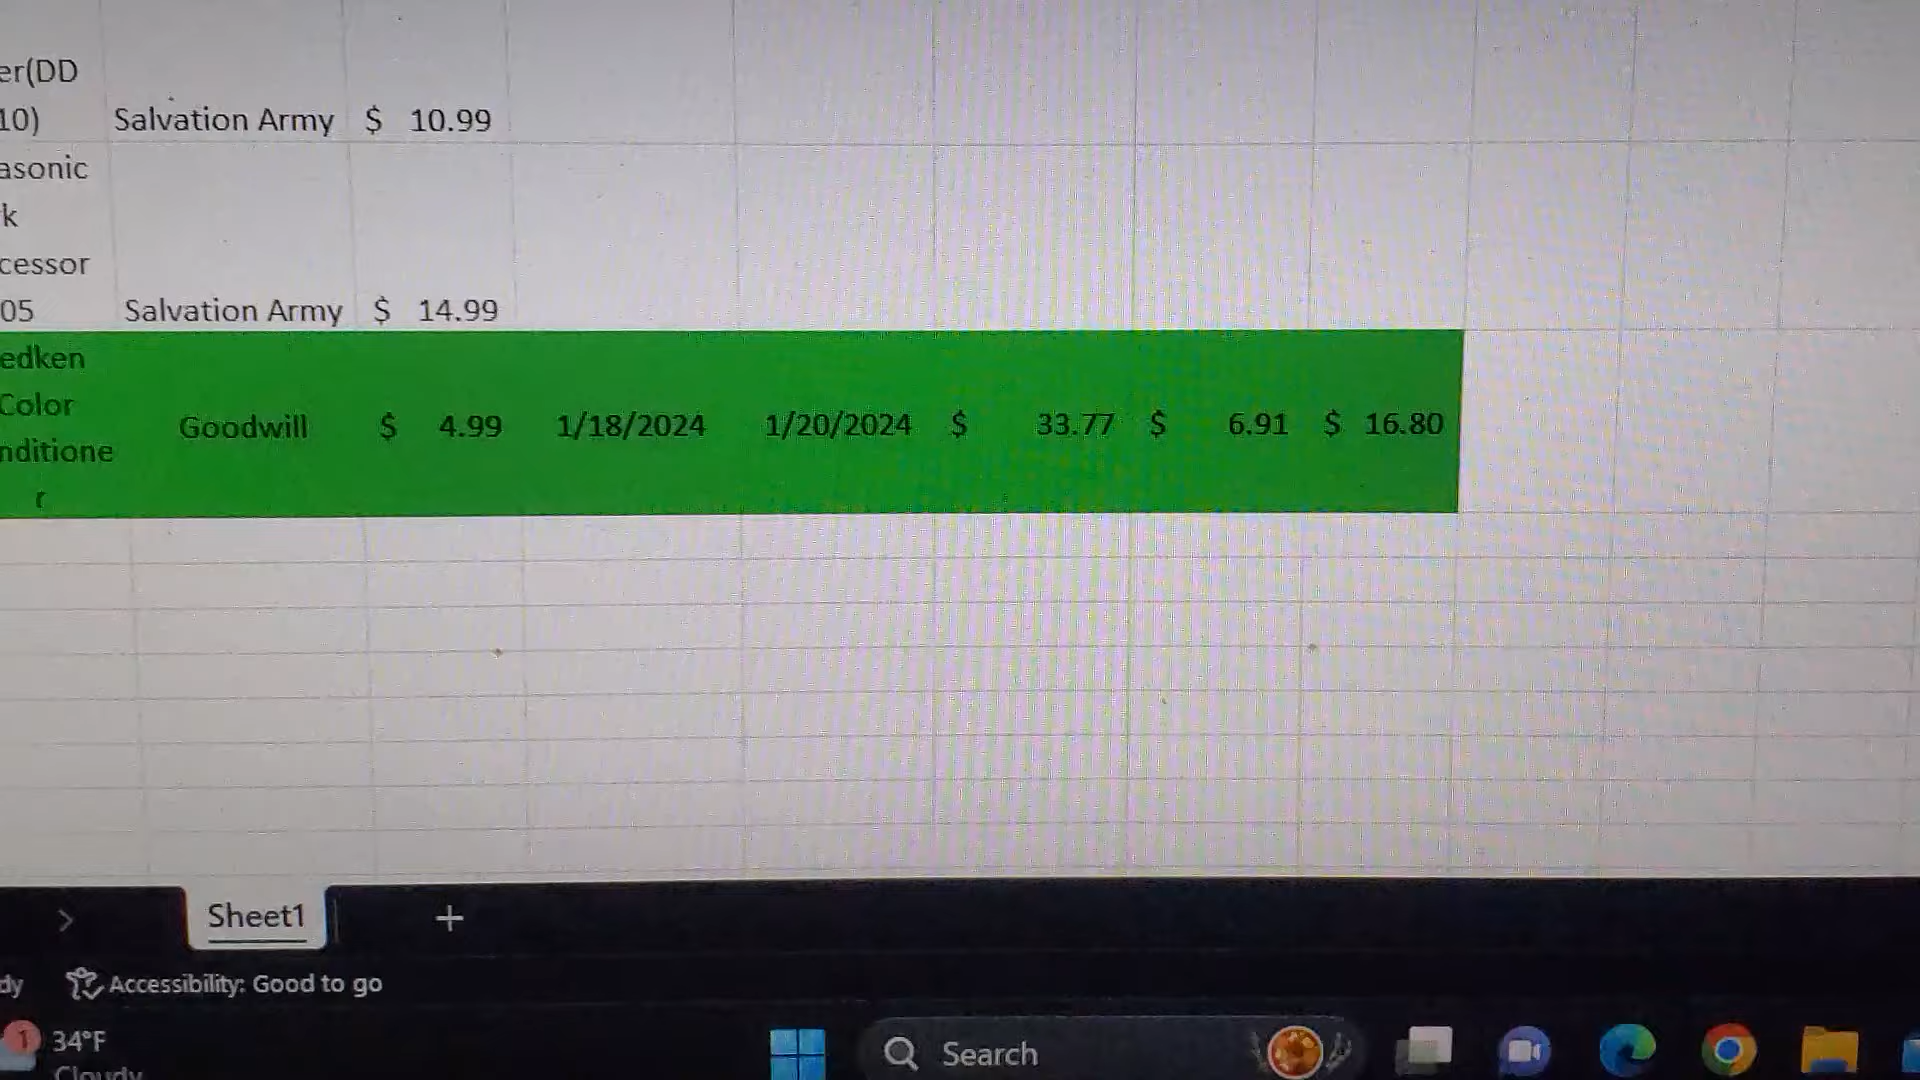 er(DD
10) Salvation Army $ 10.99
asonic
k
cessor
05 Salvation Army $ 14.99
edken
Color
nditione
r
Goodwill $ 4.99 1/18/2024 1/20/2024 $ 33.77 $ 6.91 $ 16.80
Sheet1 +
dy Accessibility: Good to go
1 34°F
Cloudy
Search